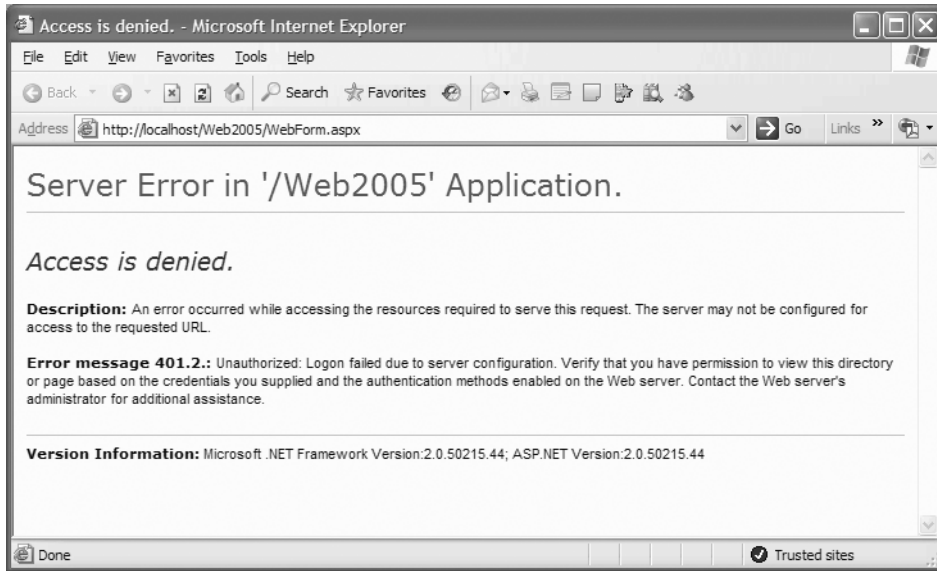 Access is denied. - Microsoft Internet Explorer
File Edit View Favorites Tools Help
Back Search Favorites
Address http://localhost/Web2005/WebForm.aspx Go Links »
Server Error in '/Web2005' Application.
Access is denied.
Description: An error occurred while accessing the resources required to serve this request. The server may not be configured for
access to the requested URL.
Error message 401.2.: Unauthorized: Logon failed due to server configuration. Verify that you have permission to view this directory
or page based on the credentials you supplied and the authentication methods enabled on the Web server. Contact the Web server's
administrator for additional assistance.
Version Information: Microsoft .NET Framework Version:2.0.50215.44; ASP.NET Version:2.0.50215.44
Done Trusted sites